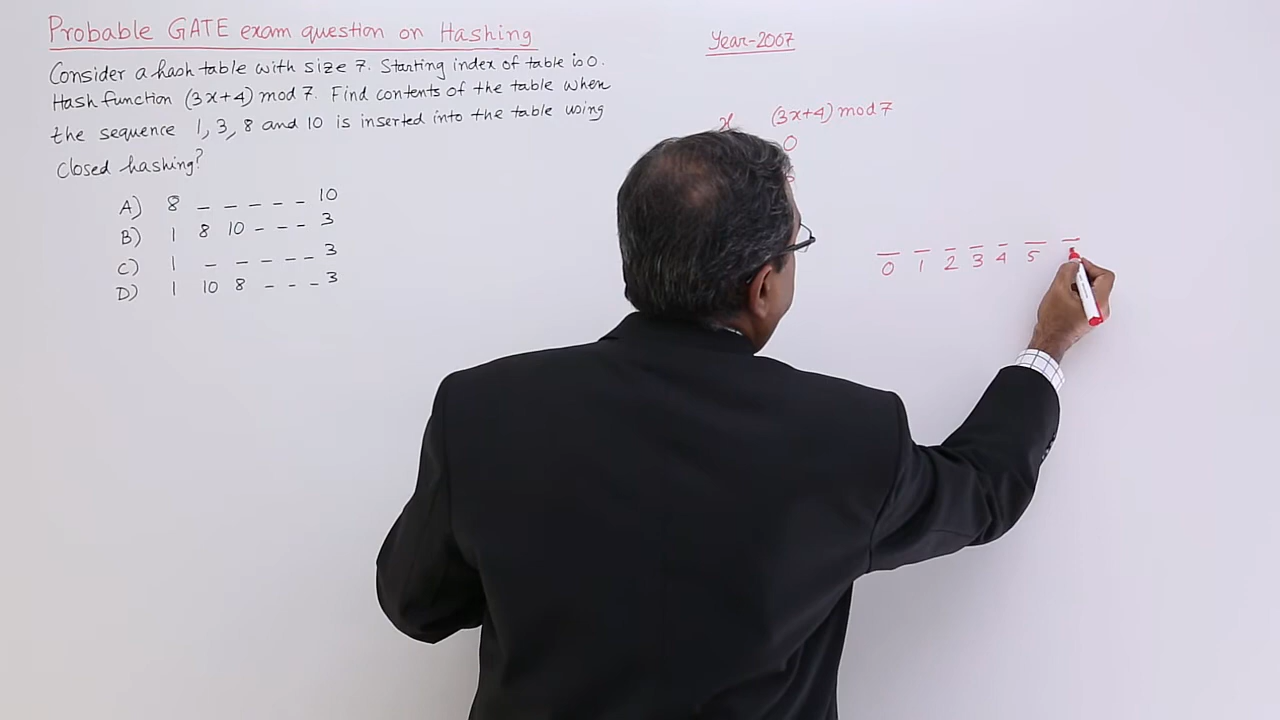 Probable GATE exam question on Hashing
Consider a hash table with size 7. Starting index of table is 0.
Hash function (3x+4) mod 7. Find contents of the table when
the sequence 1, 3, 8 and 10 is inserted into the table using
closed hashing?
A) 8 _ _ _ _ _ 10
B) 1 8 10 _ _ _ 3
C) 1 _ _ _ _ _ 3
D) 1 10 8 _ _ _ 3
Year-2007
x (3x+4) mod 7
0
_ _ _ _ _ _ _
0 1 2 3 4 5